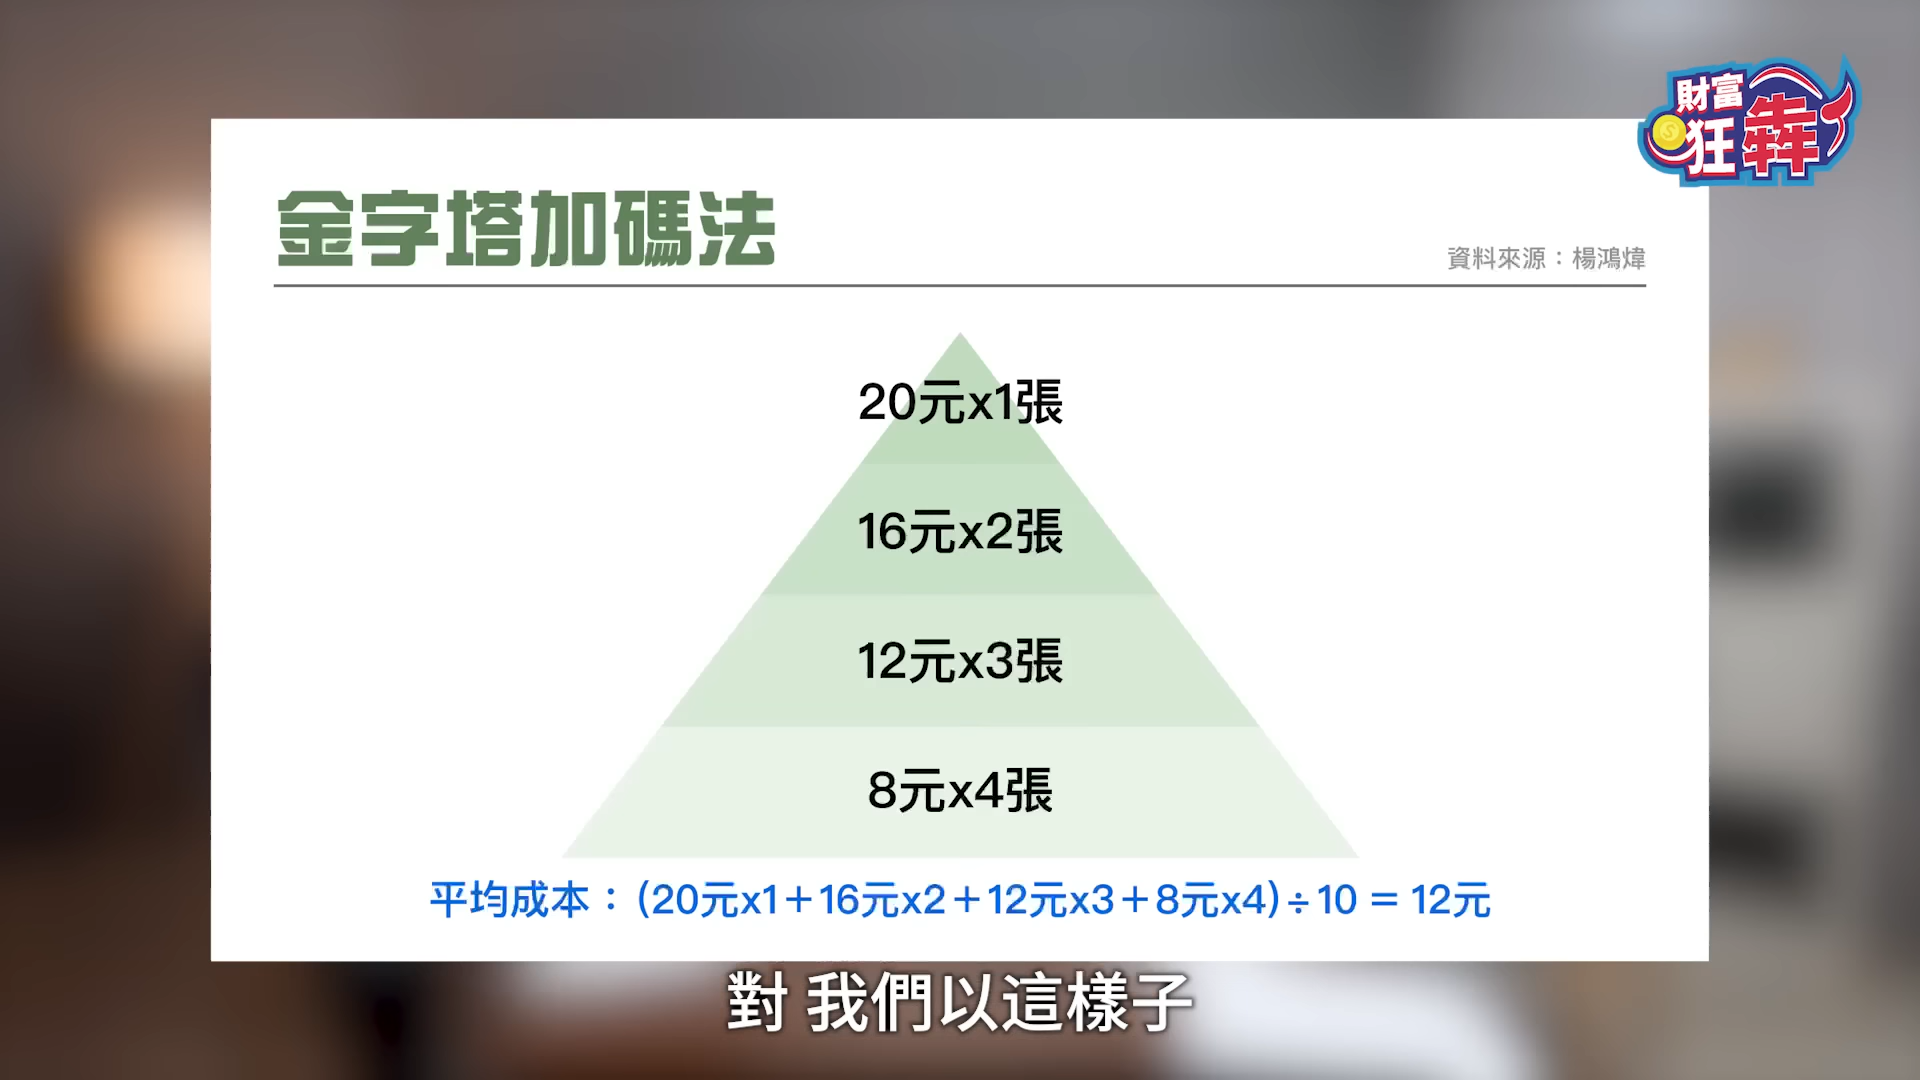 財富
狂犇
金字塔加碼法
資料來源：楊鴻煒
20元x1張
16元x2張
12元x3張
8元x4張
平均成本：(20元x1＋16元x2＋12元x3＋8元x4)÷10 = 12元
對 我們以這樣子